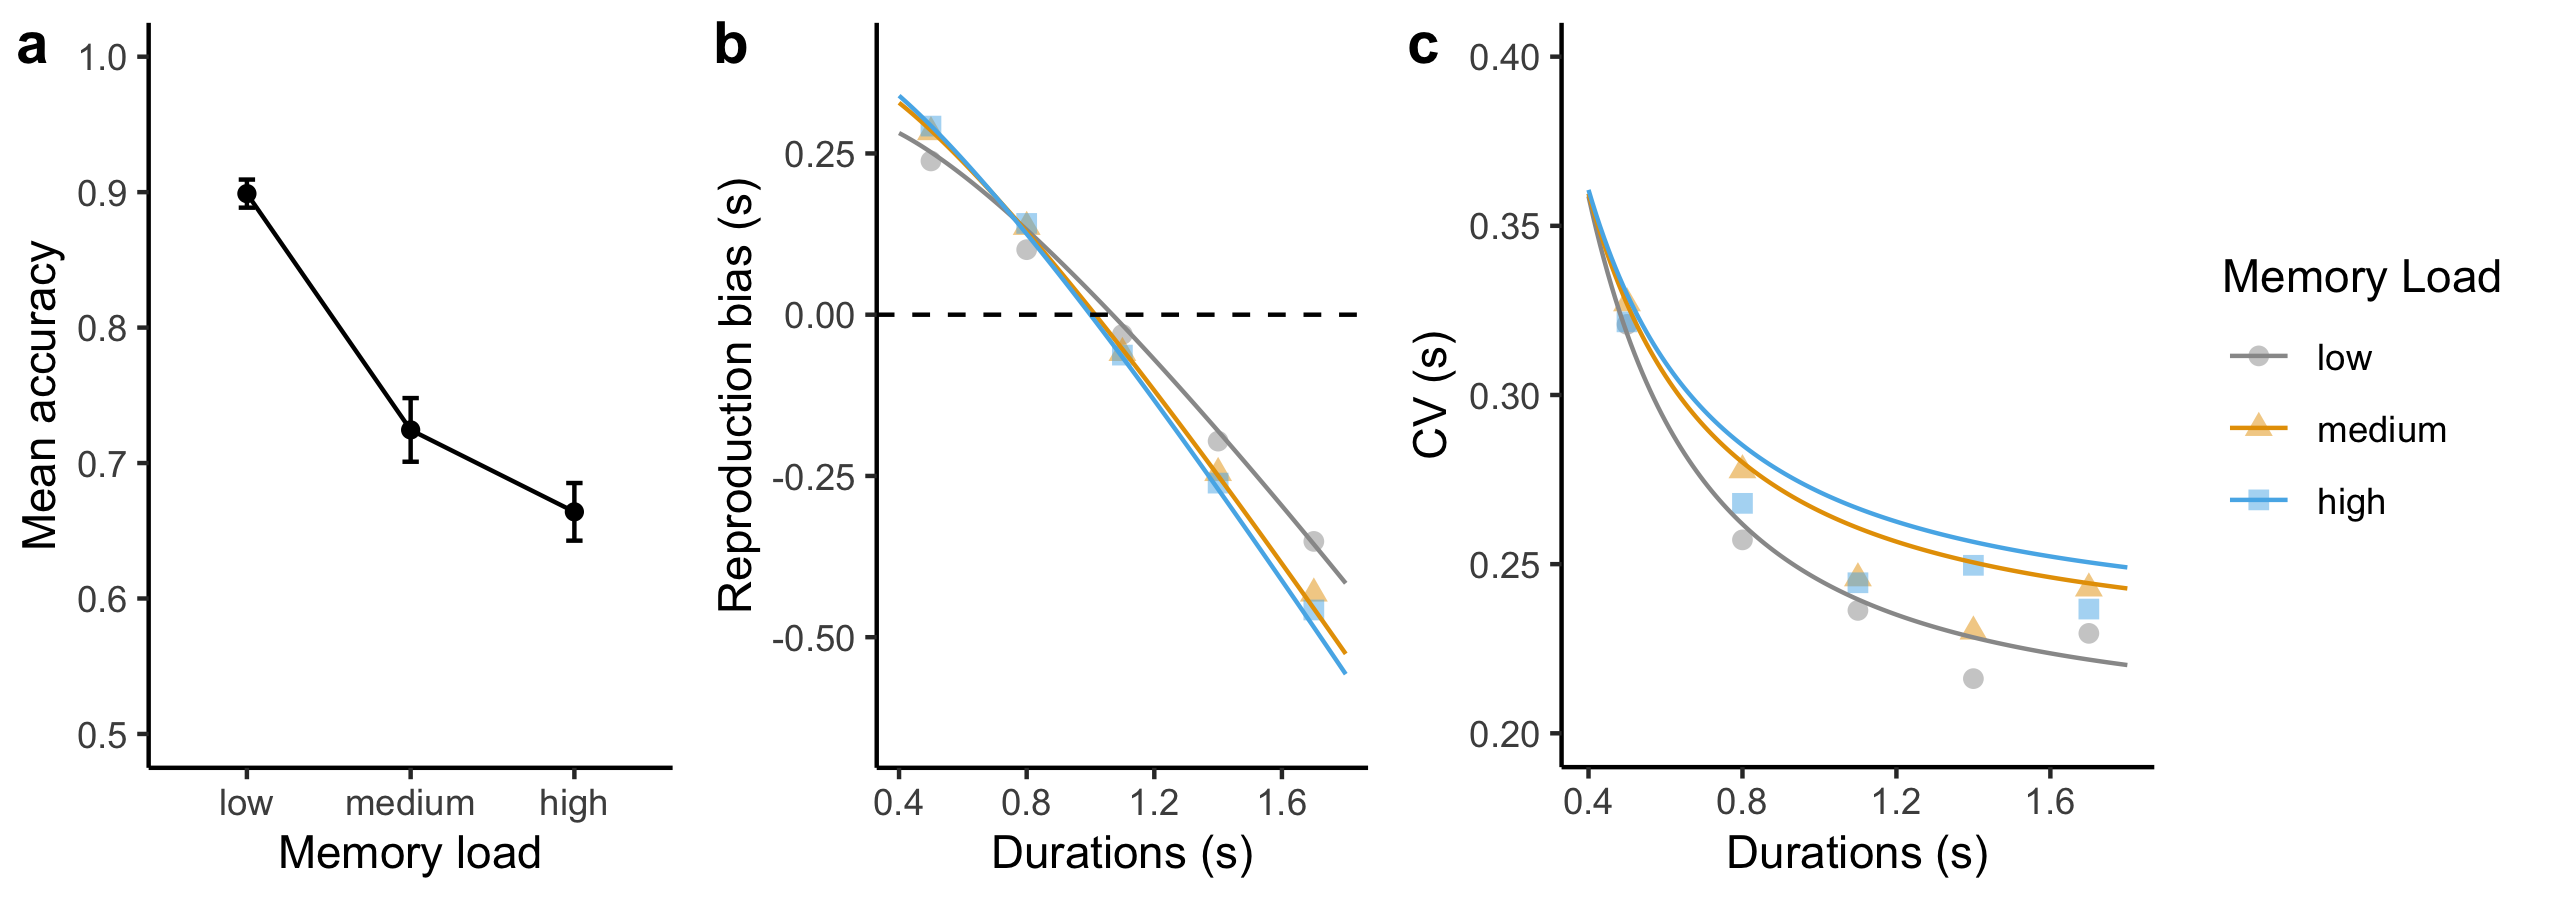 a
1.0
0.9
0.8
0.7
0.6
0.5
Mean accuracy
low medium high
Memory load
b
0.25
0.00
-0.25
-0.50
Reproduction bias (s)
0.4 0.8 1.2 1.6
Durations (s)
c
0.40
0.35
0.30
0.25
0.20
CV (s)
0.4 0.8 1.2 1.6
Durations (s)
Memory Load
low
medium
high